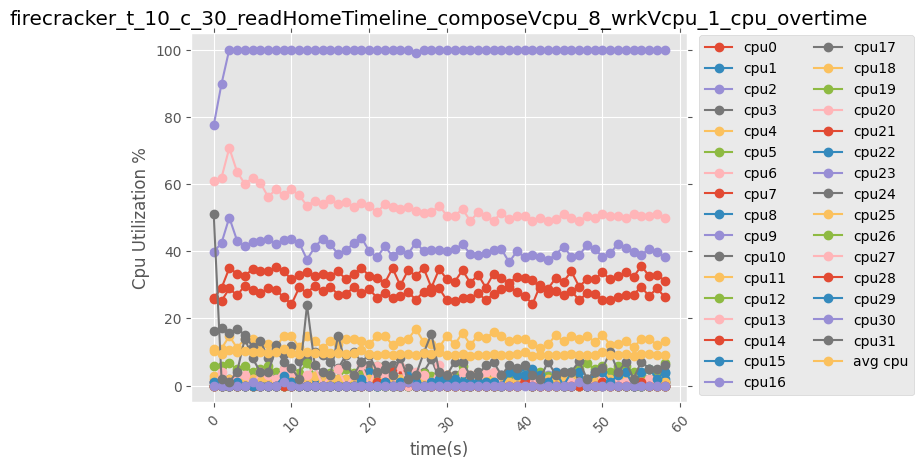 firecracker_t_10_c_30_readHomeTimeline_composeVcpu_8_wrkVcpu_1_cpu_overtime
100
80
60
40
20
0
Cpu Utilization %
0 10 20 30 40 50 60
time(s)
cpu0 cpu17
cpu1 cpu18
cpu2 cpu19
cpu3 cpu20
cpu4 cpu21
cpu5 cpu22
cpu6 cpu23
cpu7 cpu24
cpu8 cpu25
cpu9 cpu26
cpu10 cpu27
cpu11 cpu28
cpu12 cpu29
cpu13 cpu30
cpu14 cpu31
cpu15 avg cpu
cpu16